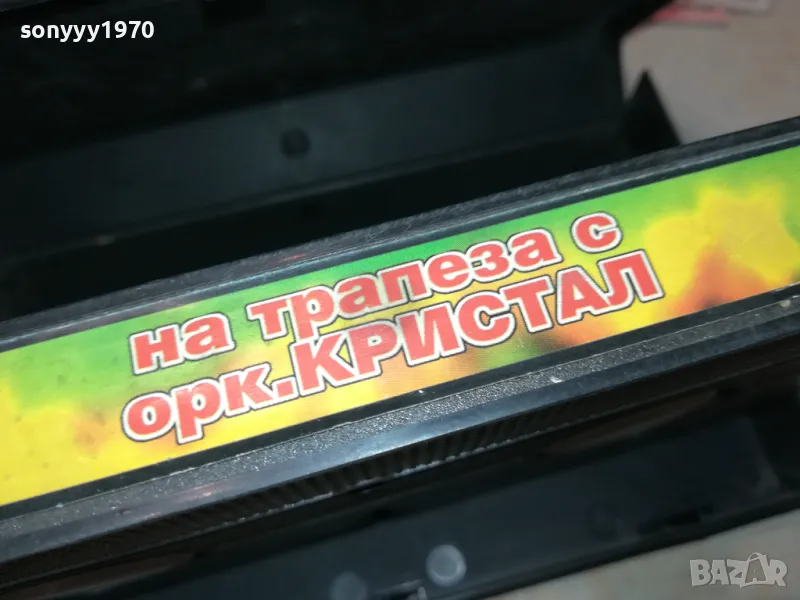 sonyyy1970
на трапеза с
орк.КРИСТАЛ
BAZAR